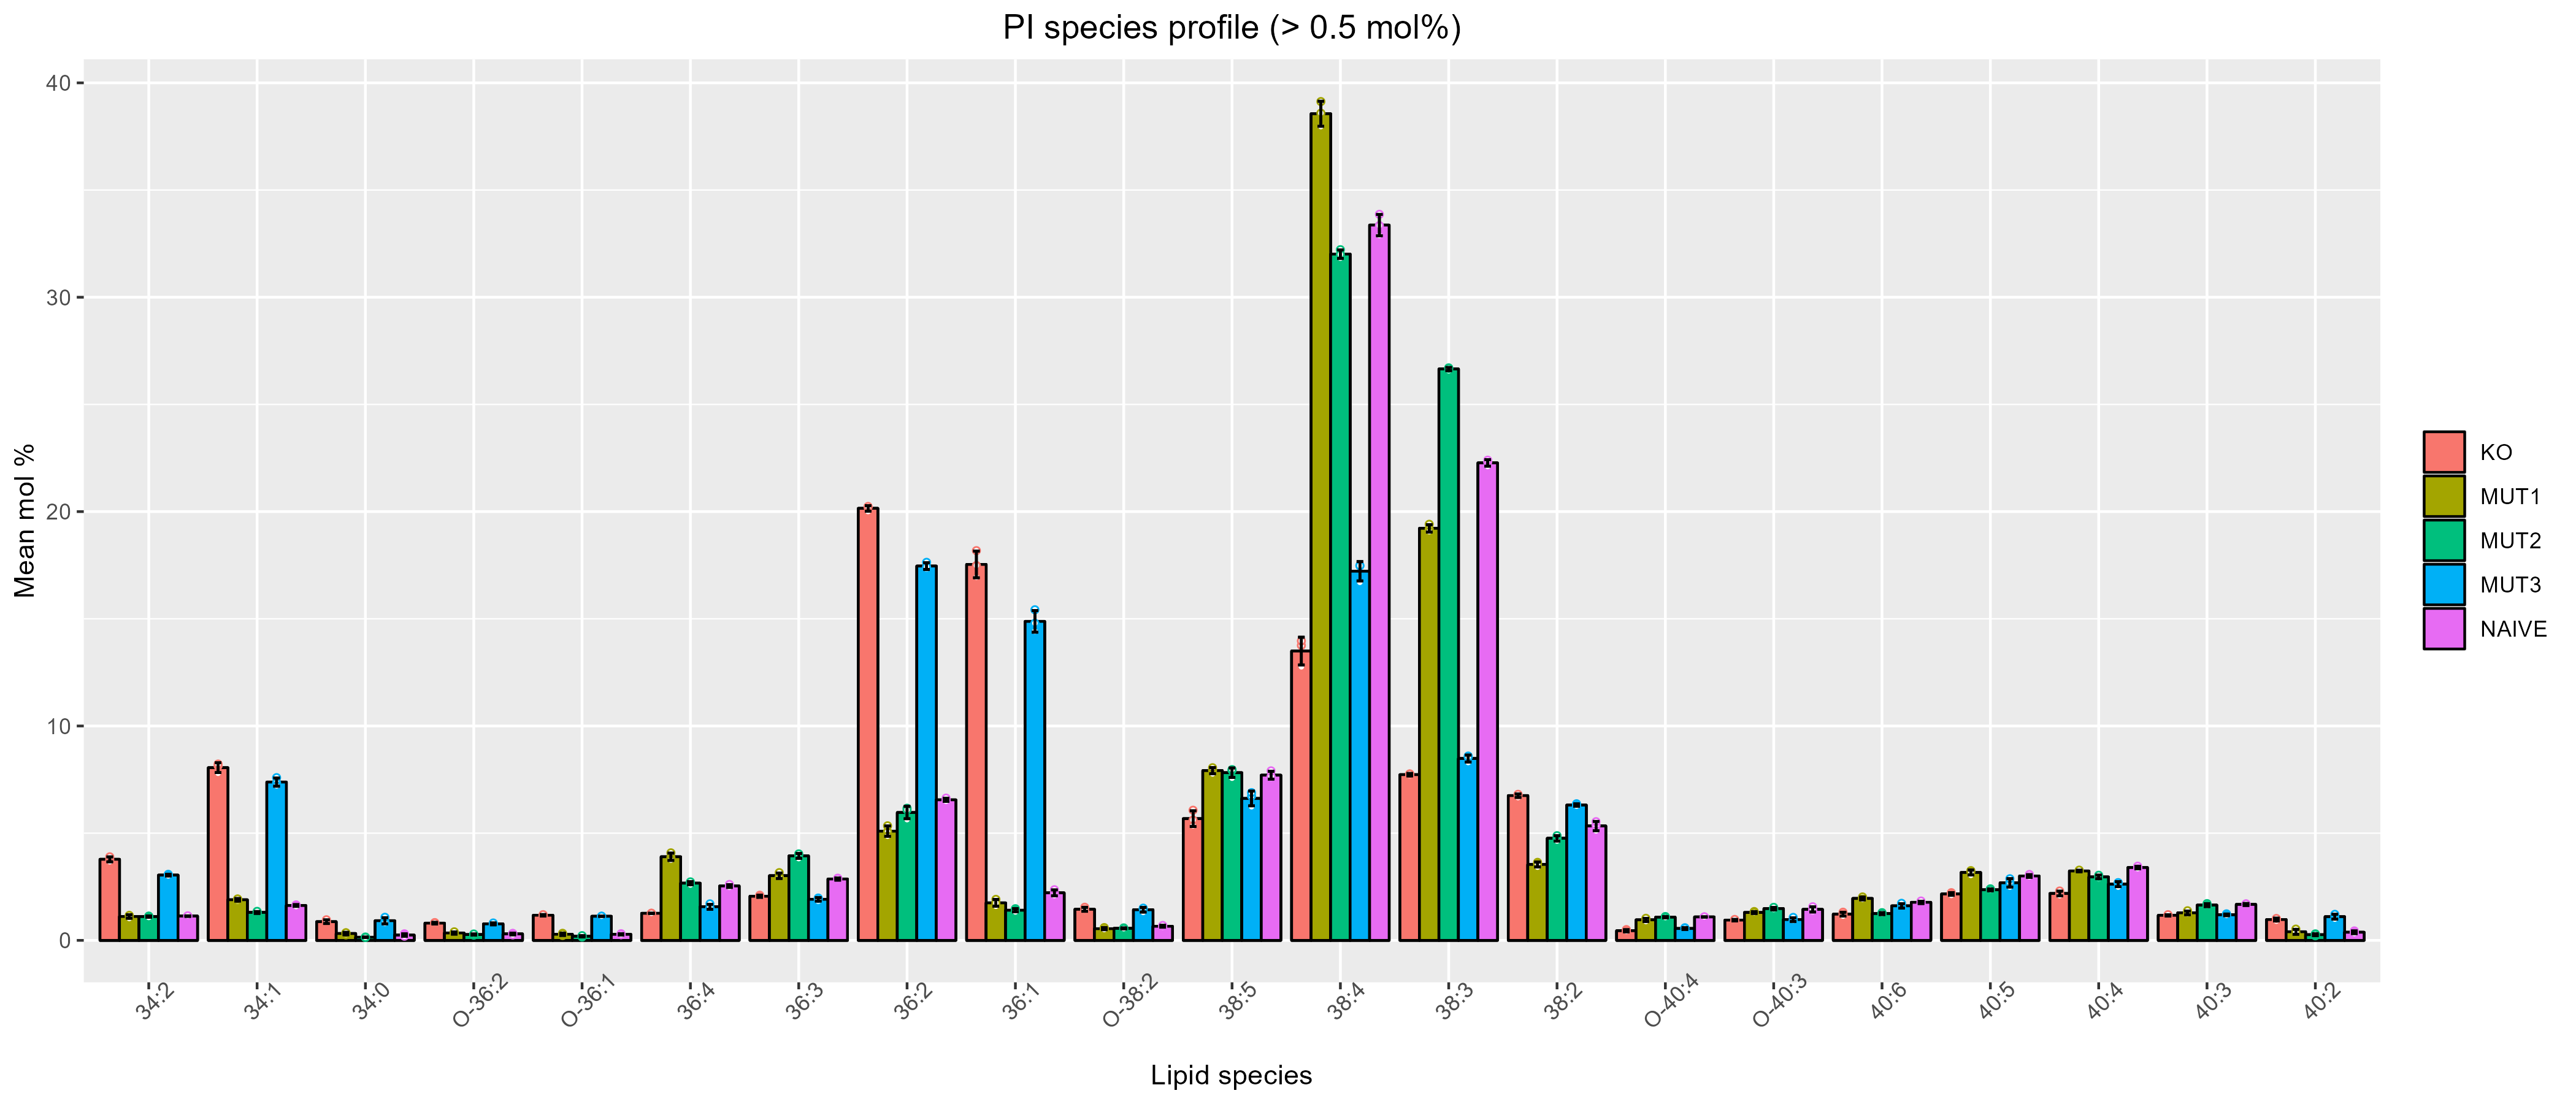 PI species profile (> 0.5 mol%)
Mean mol %
40
30
20
10
0
34:2
34:1
34:0
O-36:2
O-36:1
36:4
36:3
36:2
36:1
O-38:2
38:5
38:4
38:3
38:2
O-40:4
O-40:3
40:6
40:5
40:4
40:3
40:2
Lipid species
KO
MUT1
MUT2
MUT3
NAIVE